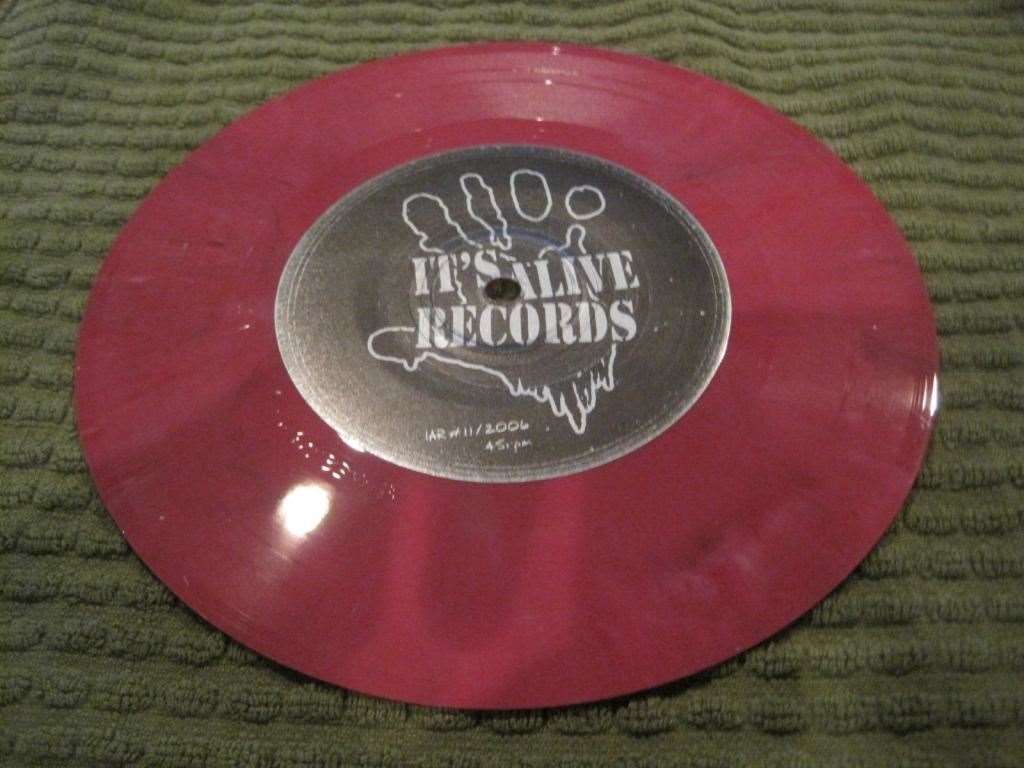 IT'S ALIVE
RECORDS
IAR #11/2006
45rpm